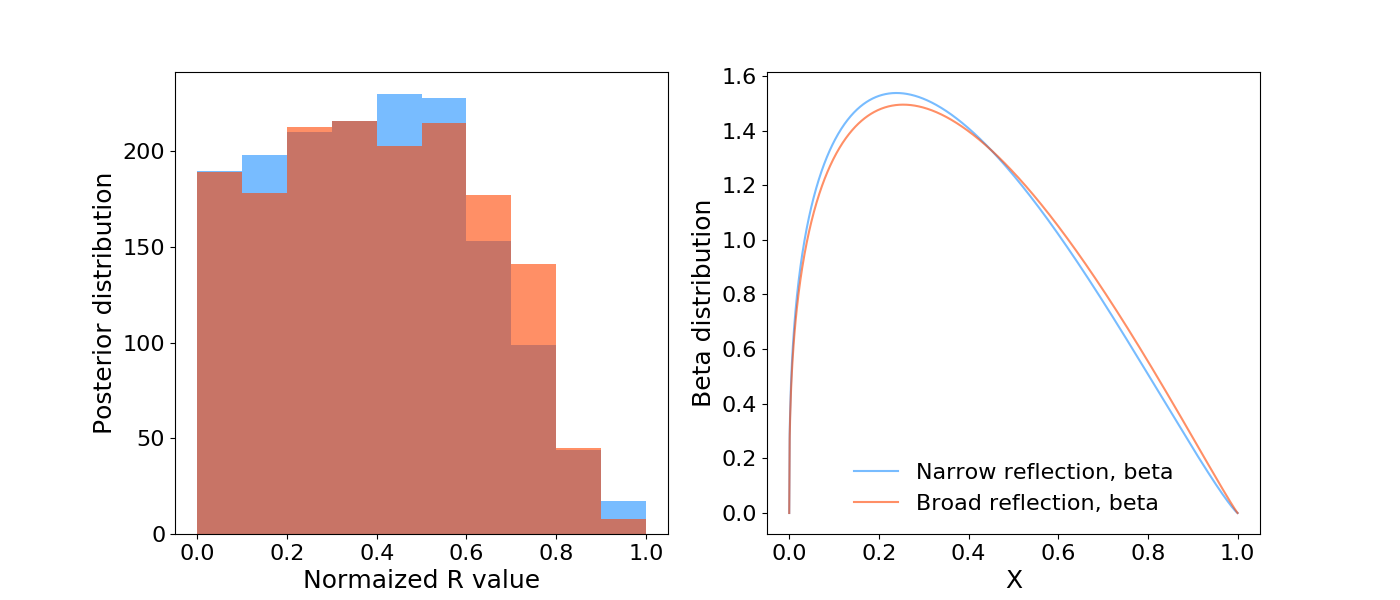 Posterior distribution
200
150
100
50
0
0.0 0.2 0.4 0.6 0.8 1.0
Normaized R value
Beta distribution
1.6
1.4
1.2
1.0
0.8
0.6
0.4
0.2
0.0
Narrow reflection, beta
Broad reflection, beta
0.0 0.2 0.4 0.6 0.8 1.0
X